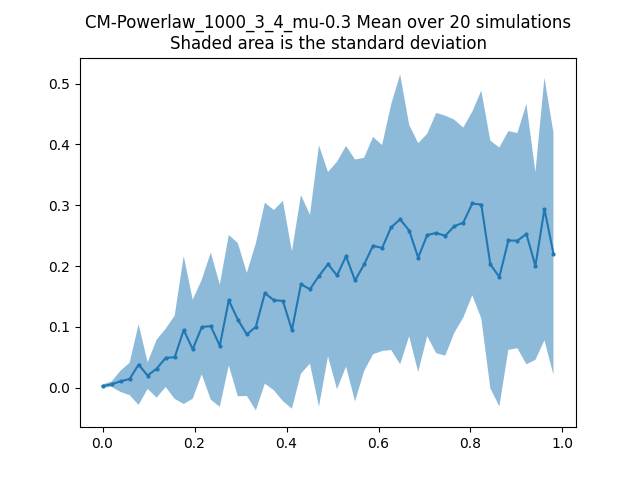 CM-Powerlaw_1000_3_4_mu-0.3 Mean over 20 simulations
Shaded area is the standard deviation
0.5
0.4
0.3
0.2
0.1
0.0
0.0 0.2 0.4 0.6 0.8 1.0